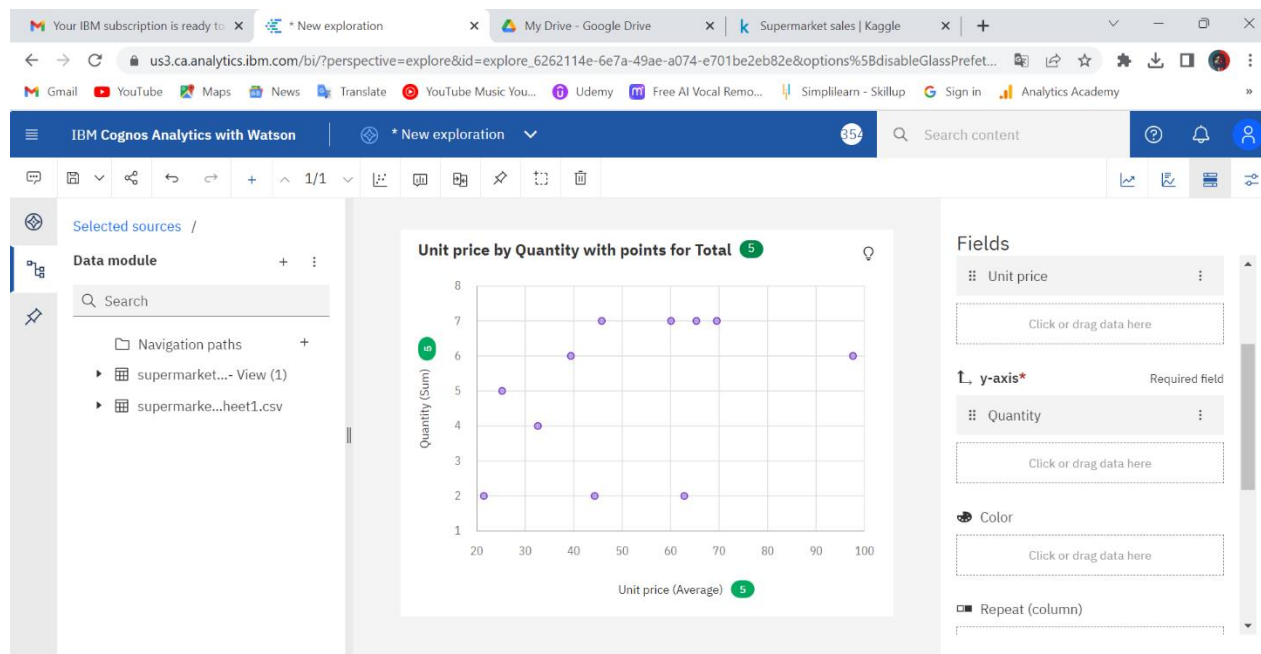 Your IBM subscription is ready to
* New exploration
My Drive - Google Drive
Supermarket sales | Kaggle
us3.ca.analytics.ibm.com/bi/?perspective=explore&id=explore_6262114e-6e7a-49ae-a074-e701be2eb82e&options%5BdisableGlassPrefet...
Gmail YouTube Maps News Translate YouTube Music You... Udemy Free AI Vocal Remo... Simplilearn - Skillup Sign in Analytics Academy »
IBM Cognos Analytics with Watson
* New exploration
354
Search content
1/1
Selected sources /
Data module
Search
Navigation paths
supermarket...- View (1)
supermarke...heet1.csv
Unit price by Quantity with points for Total 5
8
7
6
5
4
3
2
1
Quantity (Sum) 5
20 30 40 50 60 70 80 90 100
Unit price (Average) 5
Fields
Unit price
Click or drag data here
y-axis* Required field
Quantity
Click or drag data here
Color
Click or drag data here
Repeat (column)